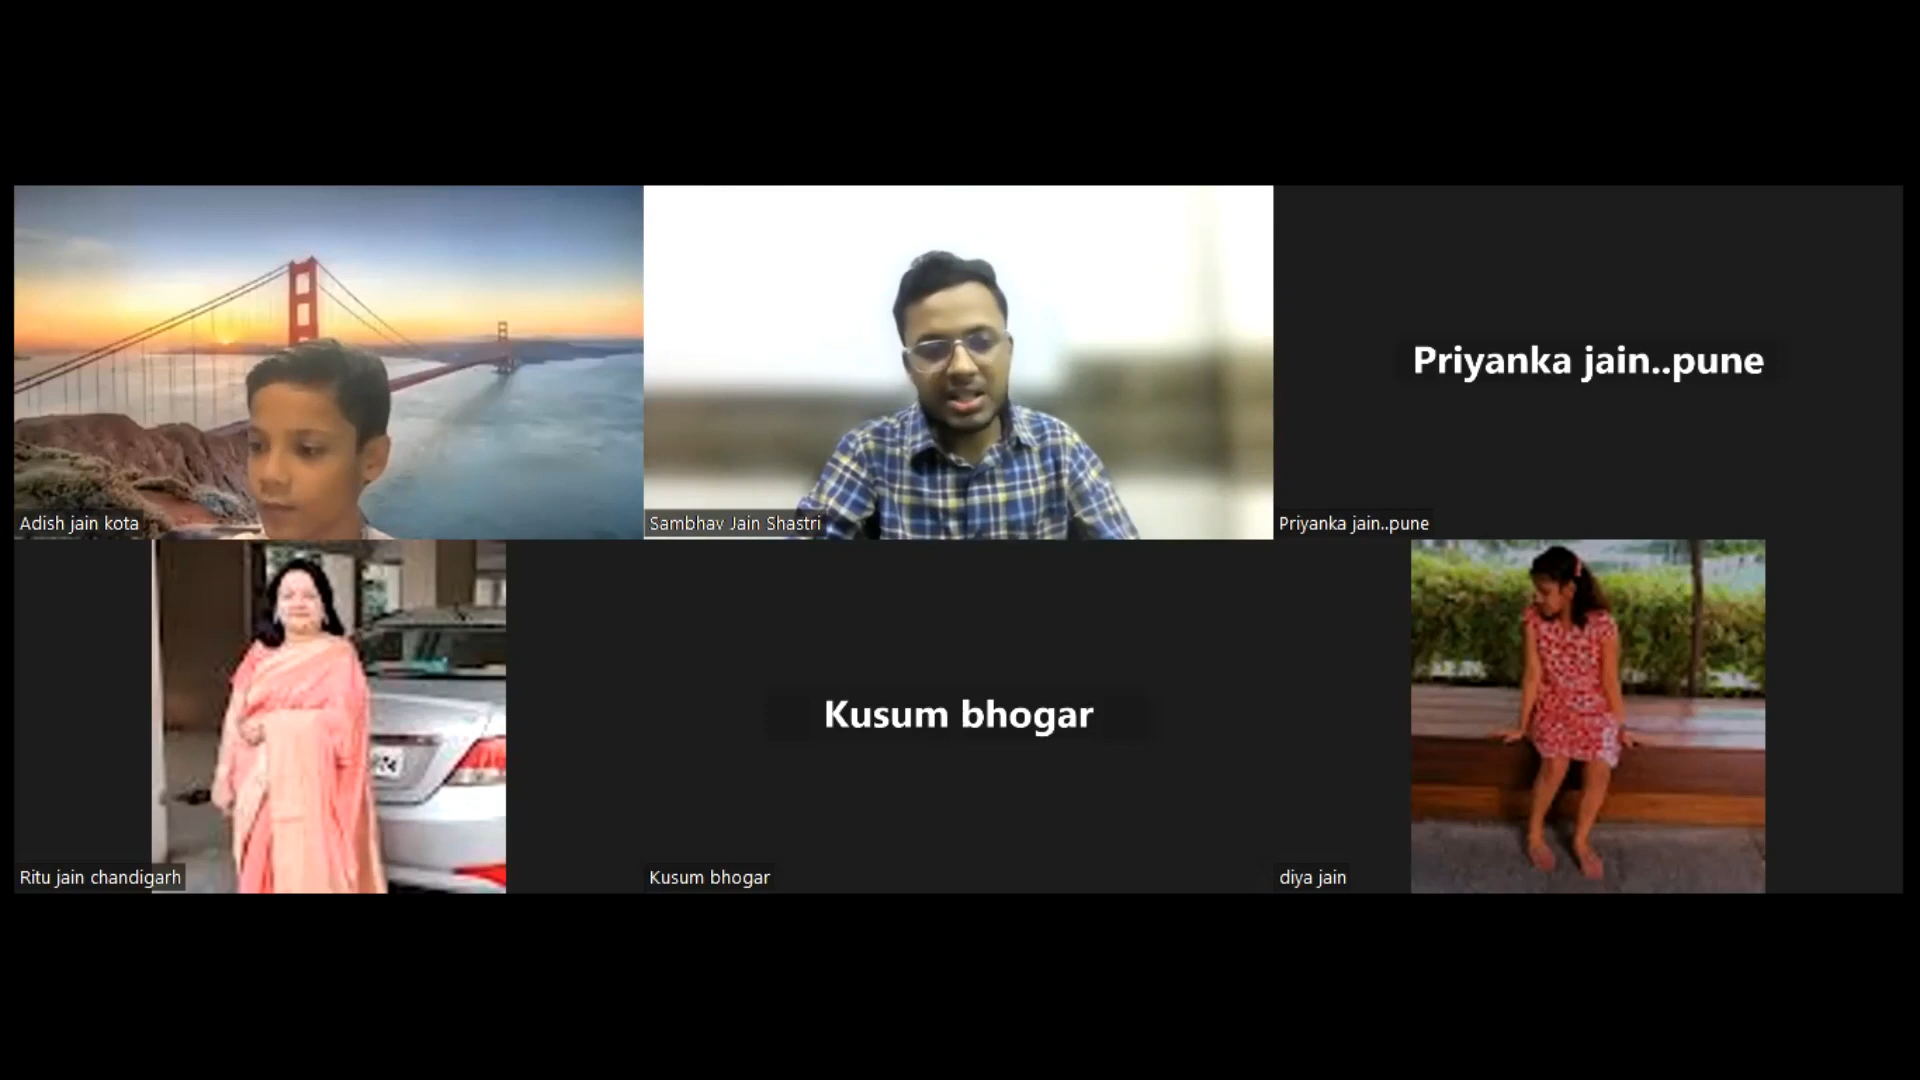 Priyanka jain..pune
Adish jain kota
Sambhav Jain Shastri
Priyanka jain..pune
Kusum bhogar
Ritu jain chandigarh
Kusum bhogar
diya jain